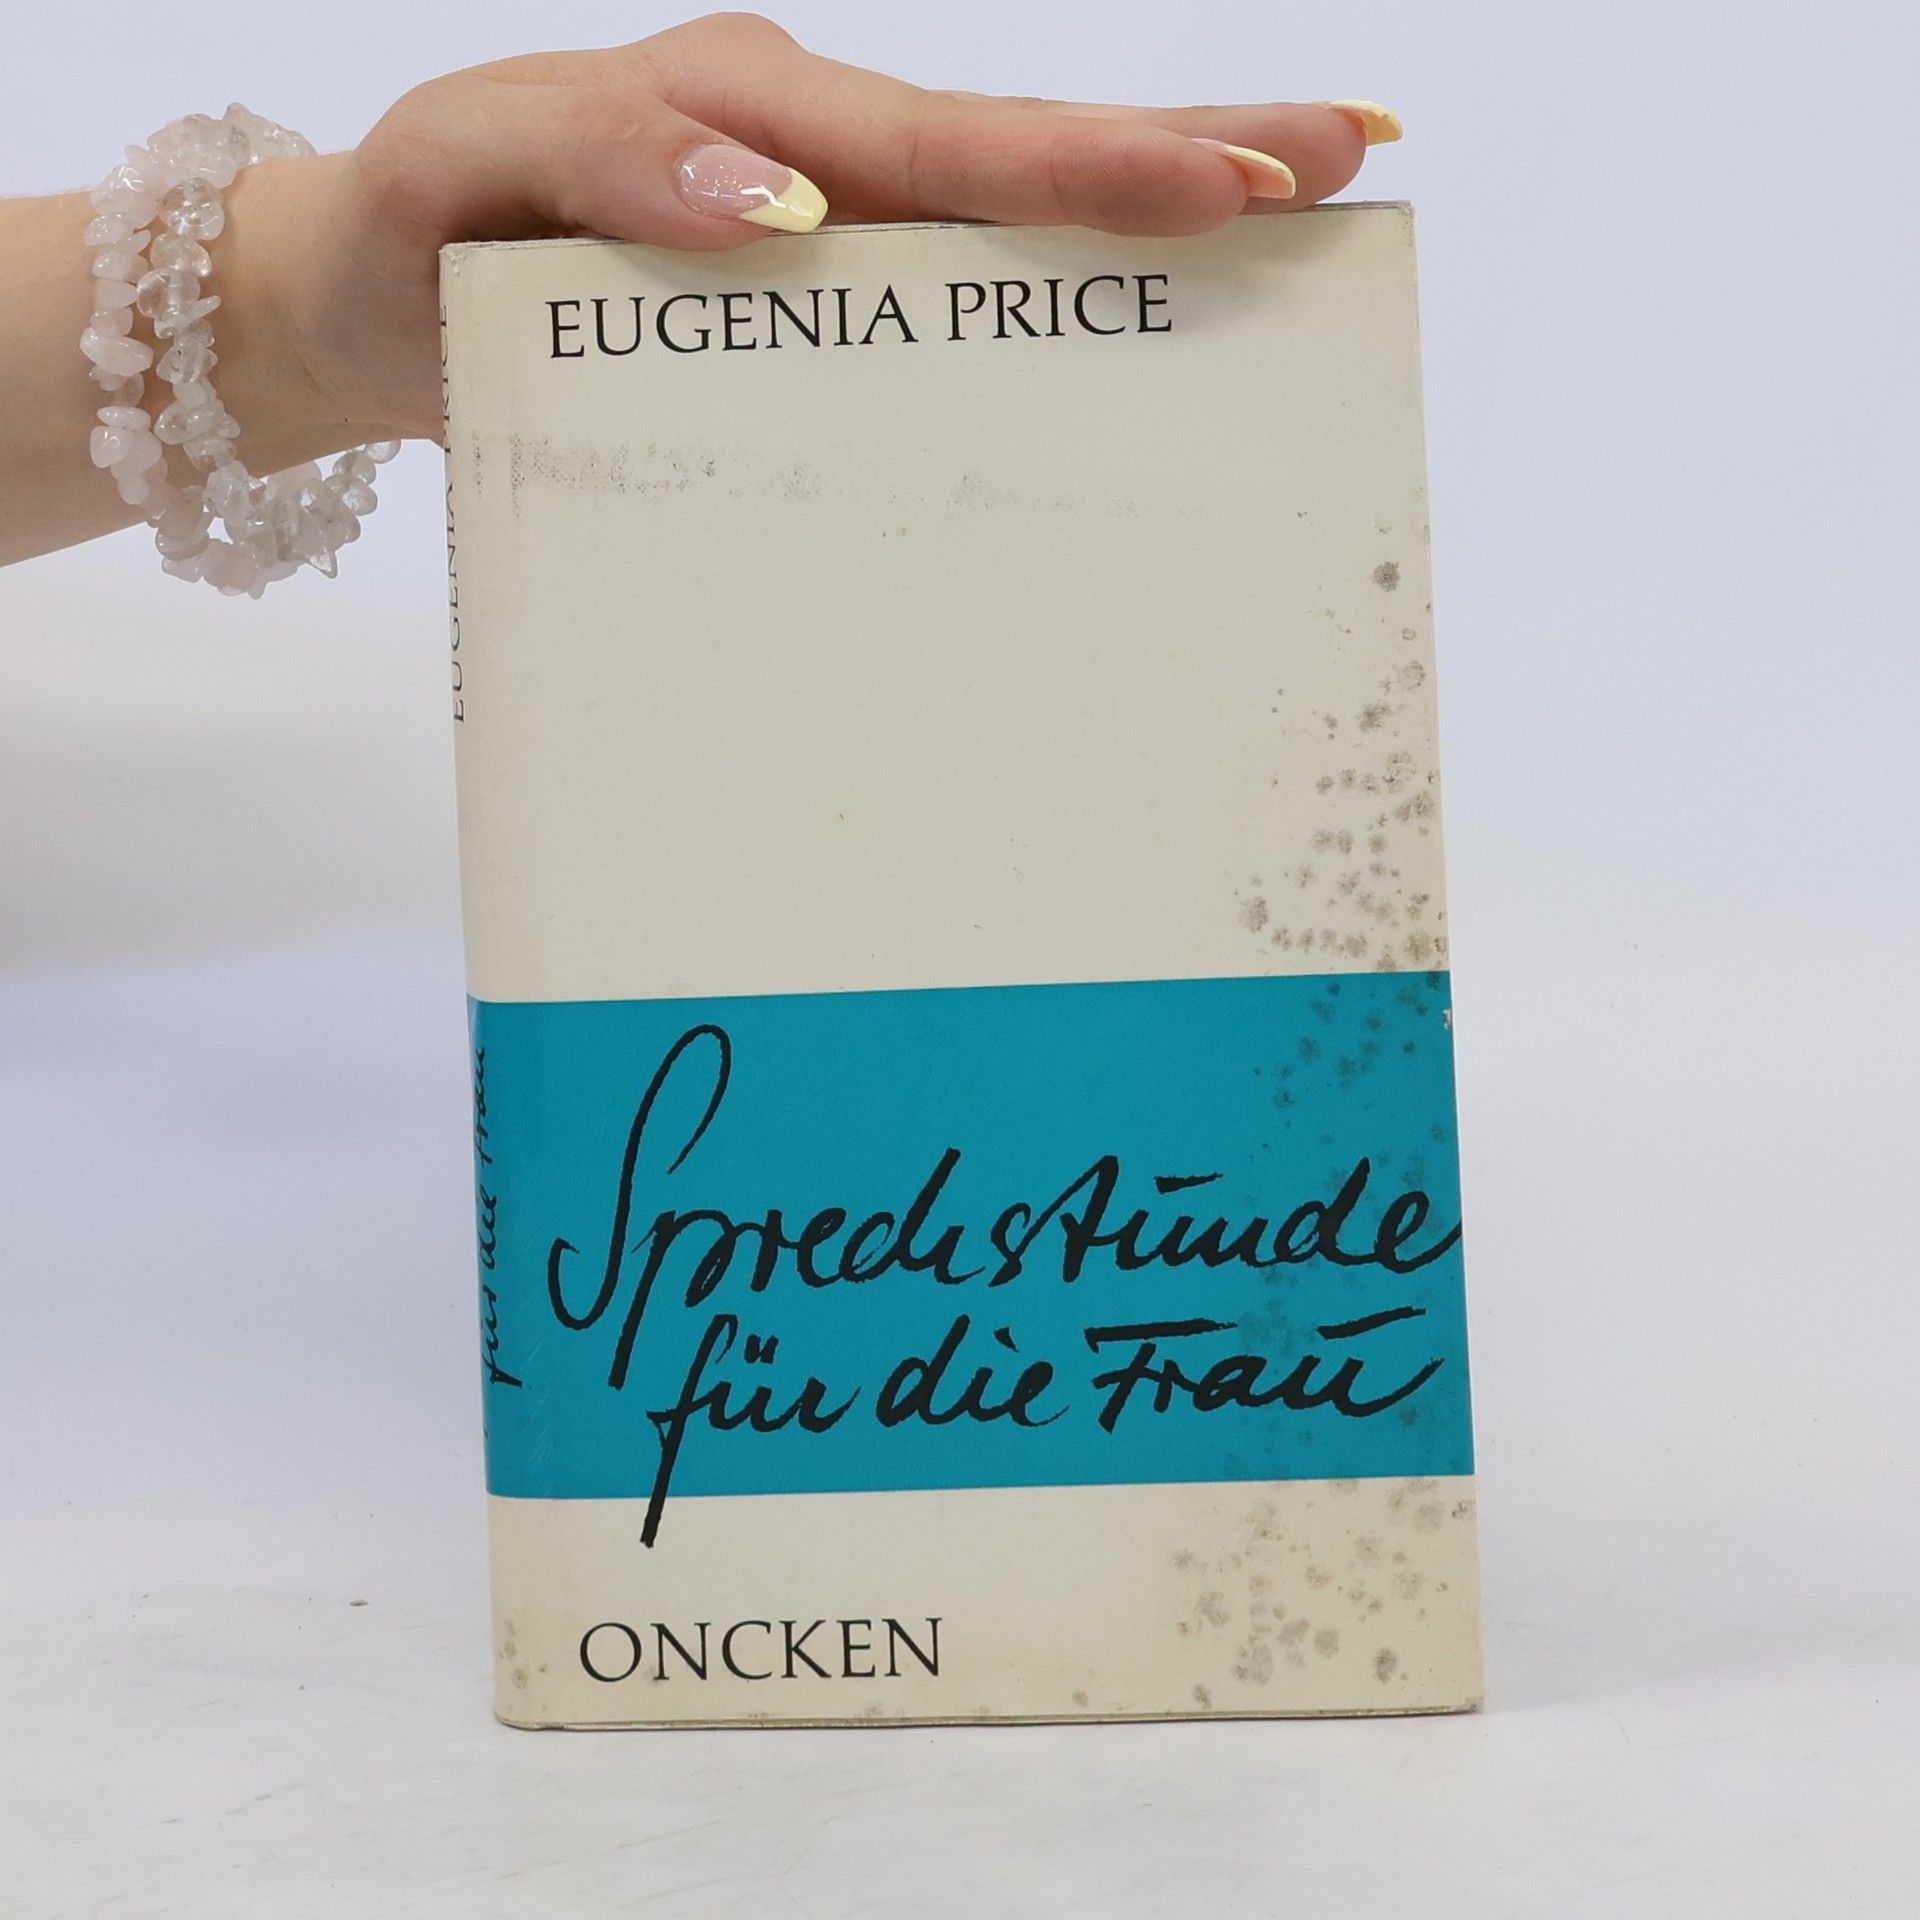 EUGENIA PRICE
Sprechstunde
für die Frau
ONCKEN
EUGENIA PRICE
für die Frau